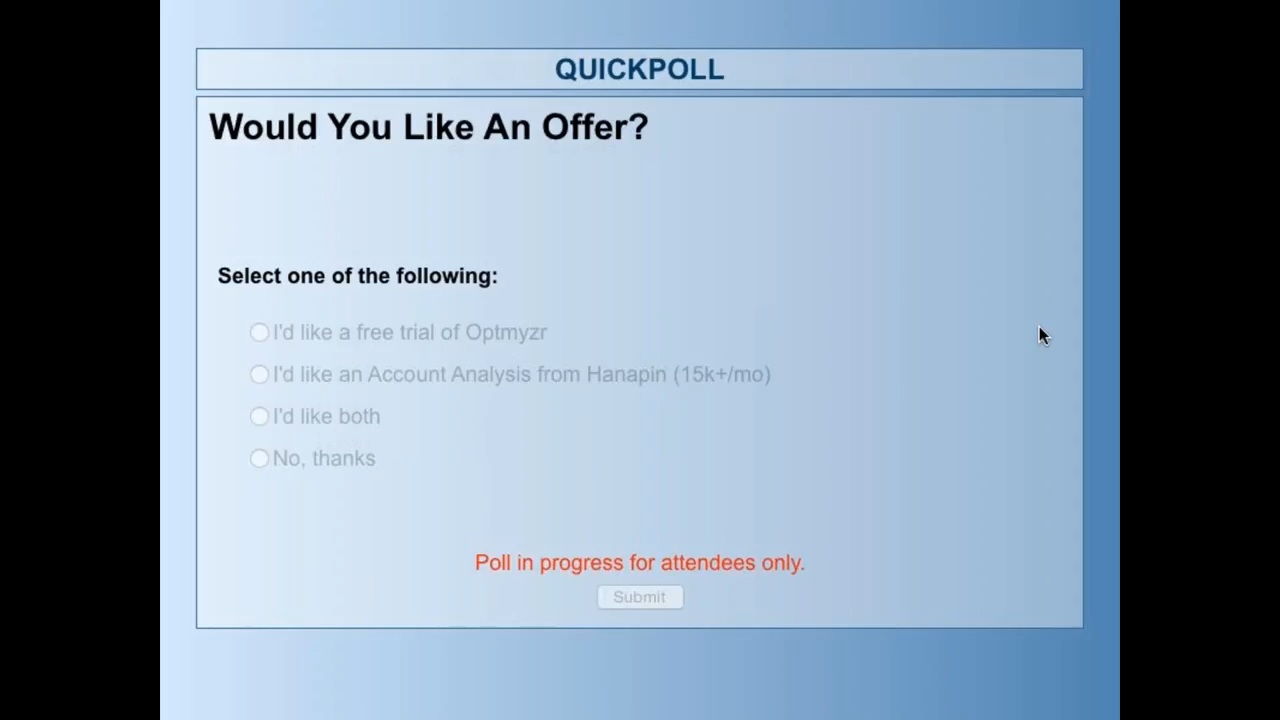 QUICKPOLL
Would You Like An Offer?
Select one of the following:
I'd like a free trial of Optmyzr
I'd like an Account Analysis from Hanapin (15k+/mo)
I'd like both
No, thanks
Poll in progress for attendees only.
Submit